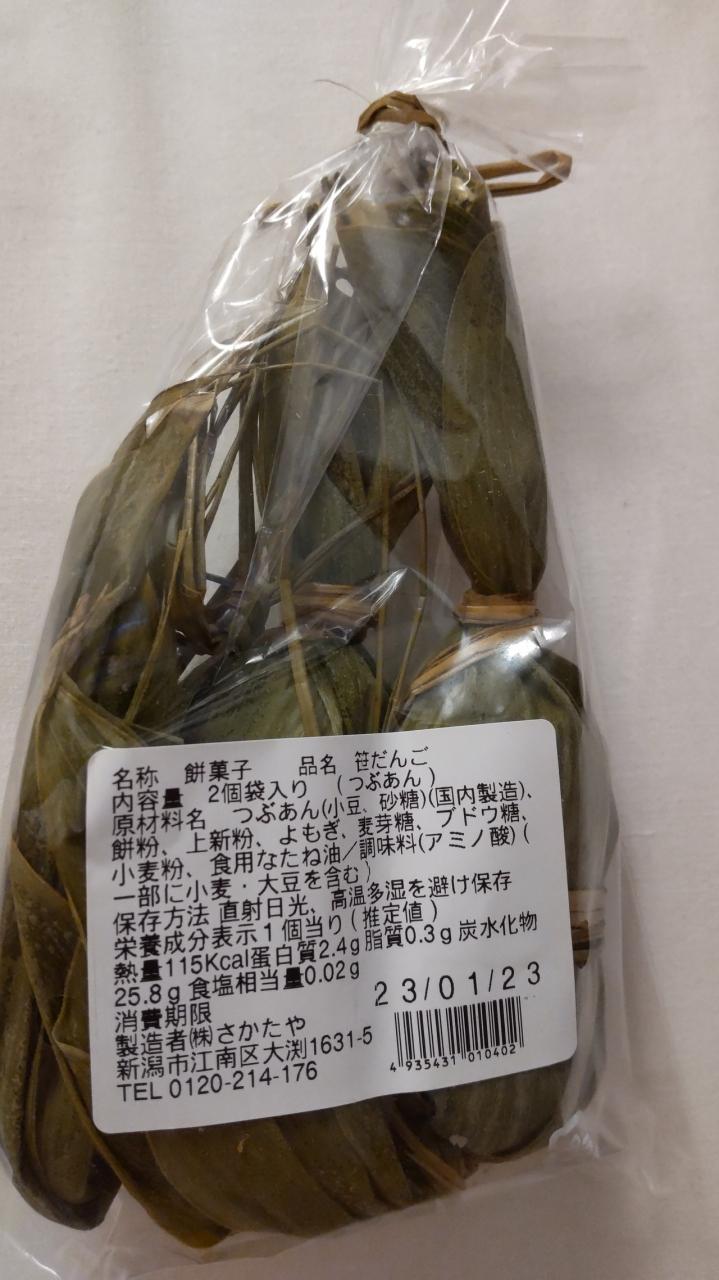 名称 餅菓子 品名 笹だんご
内容量 2個袋入り (つぶあん)
原材料名 つぶあん(小豆、砂糖)(国内製造)、
餅粉、上新粉、よもぎ、麦芽糖、ブドウ糖、
小麦粉、食用なたね油/調味料(アミノ酸)(
一部に小麦・大豆を含む)
保存方法 直射日光、高温多湿を避け保存
栄養成分表示1個当り(推定値)
熱量115Kcal蛋白質2.4g脂質0.3g炭水化物
25.8g食塩相当量0.02g
消費期限 23/01/23
製造者㈱さかたや
新潟市江南区大渕1631-5
TEL 0120-214-176
4935431010402